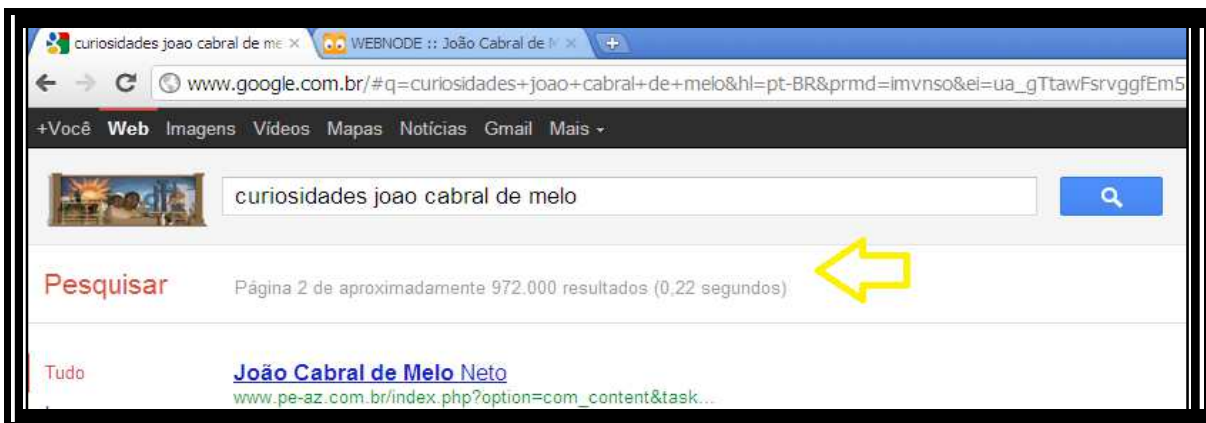 curiosidades joao cabral de me
WEBNODE :: João Cabral de
www.google.com.br/#q=curiosidades+joao+cabral+de+melo&hl=pt-BR&prmd=imvnso&ei=ua_gTtawFsrvggfEm5
+Você Web Imagens Vídeos Mapas Notícias Gmail Mais
curiosidades joao cabral de melo
Pesquisar Página 2 de aproximadamente 972.000 resultados (0,22 segundos)
Tudo João Cabral de Melo Neto
www.pe-az.com.br/index.php?option=com_content&task...